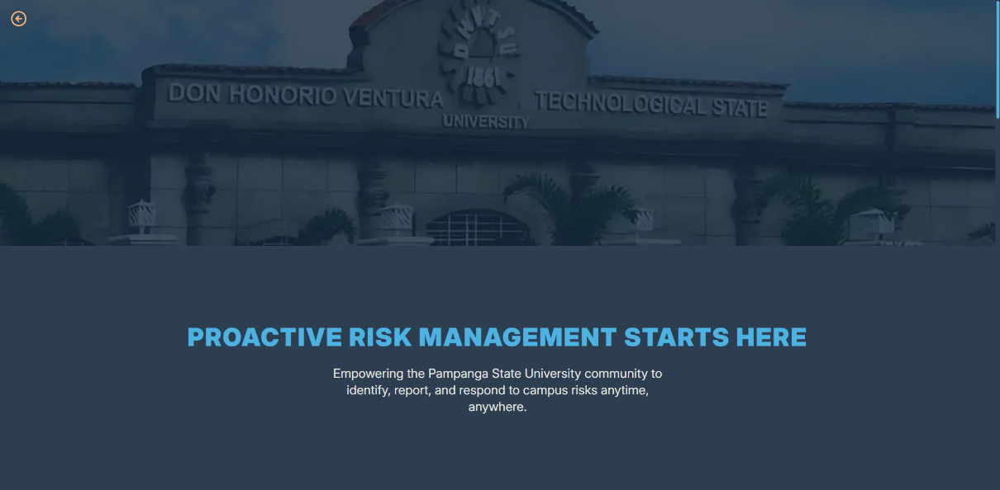 DHVTSU
1861
DON HONORIO VENTURA TECHNOLOGICAL STATE
UNIVERSITY
PROACTIVE RISK MANAGEMENT STARTS HERE
Empowering the Pampanga State University community to
identify, report, and respond to campus risks anytime,
anywhere.